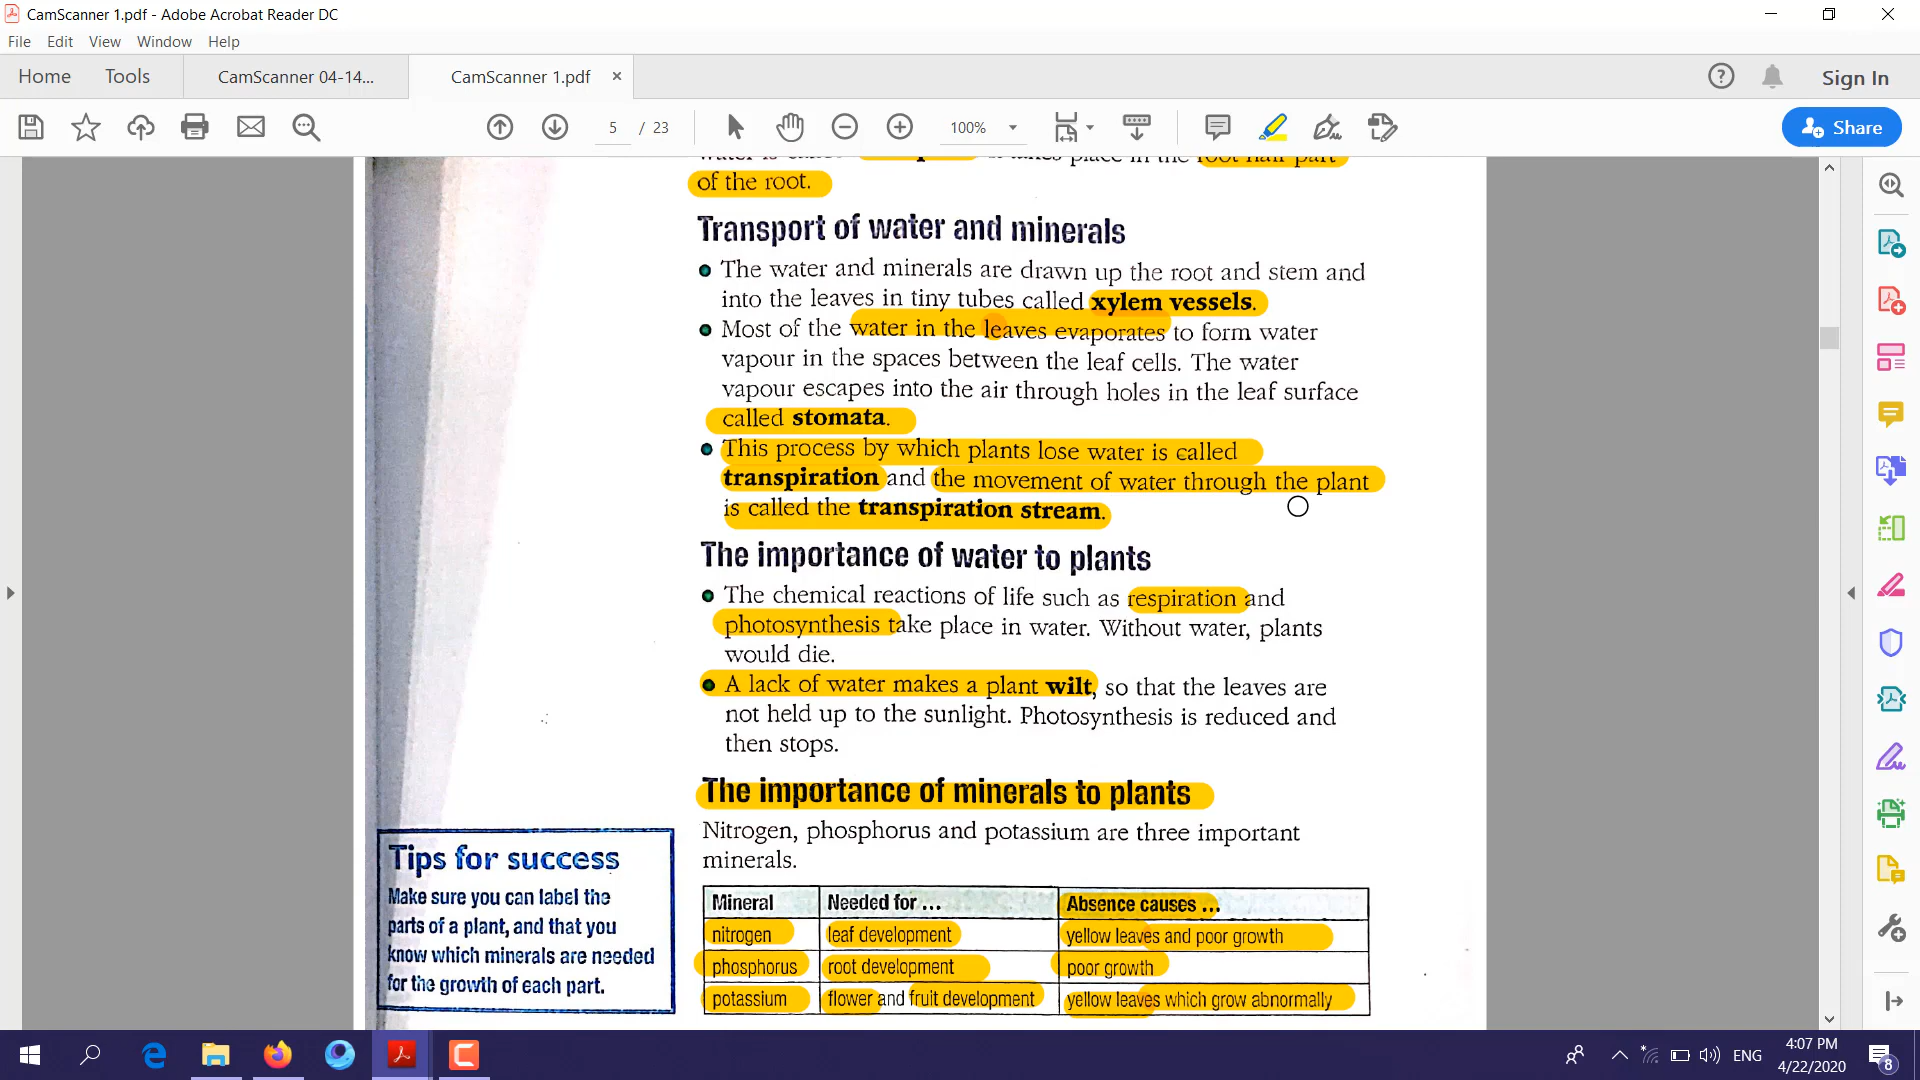 CamScanner 1.pdf - Adobe Acrobat Reader DC
File Edit View Window Help
Home Tools CamScanner 04-14... CamScanner 1.pdf × Sign In
5 / 23 100% Share
takes place in the root hair part
of the root.
Transport of water and minerals
• The water and minerals are drawn up the root and stem and
into the leaves in tiny tubes called xylem vessels.
• Most of the water in the leaves evaporates to form water
vapour in the spaces between the leaf cells. The water
vapour escapes into the air through holes in the leaf surface
called stomata.
• This process by which plants lose water is called
transpiration and the movement of water through the plant
is called the transpiration stream.
The importance of water to plants
• The chemical reactions of life such as respiration and
photosynthesis take place in water. Without water, plants
would die.
• A lack of water makes a plant wilt, so that the leaves are
not held up to the sunlight. Photosynthesis is reduced and
then stops.
The importance of minerals to plants
Nitrogen, phosphorus and potassium are three important
minerals.
Mineral Needed for ... Absence causes ...
nitrogen leaf development yellow leaves and poor growth
phosphorus root development poor growth
potassium flower and fruit development yellow leaves which grow abnormally
Tips for success
Make sure you can label the
parts of a plant, and that you
know which minerals are needed
for the growth of each part.
ENG
4:07 PM
4/22/2020
8